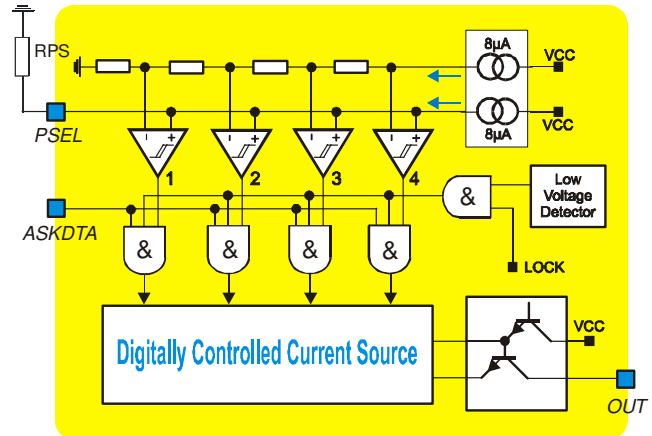 8µA
VCC
RPS
PSEL
VCC
8µA
- + - + - + - +
1 2 3 4
ASKDTA
&
Low
Voltage
Detector
& & & &
LOCK
Digitally Controlled Current Source
VCC
OUT